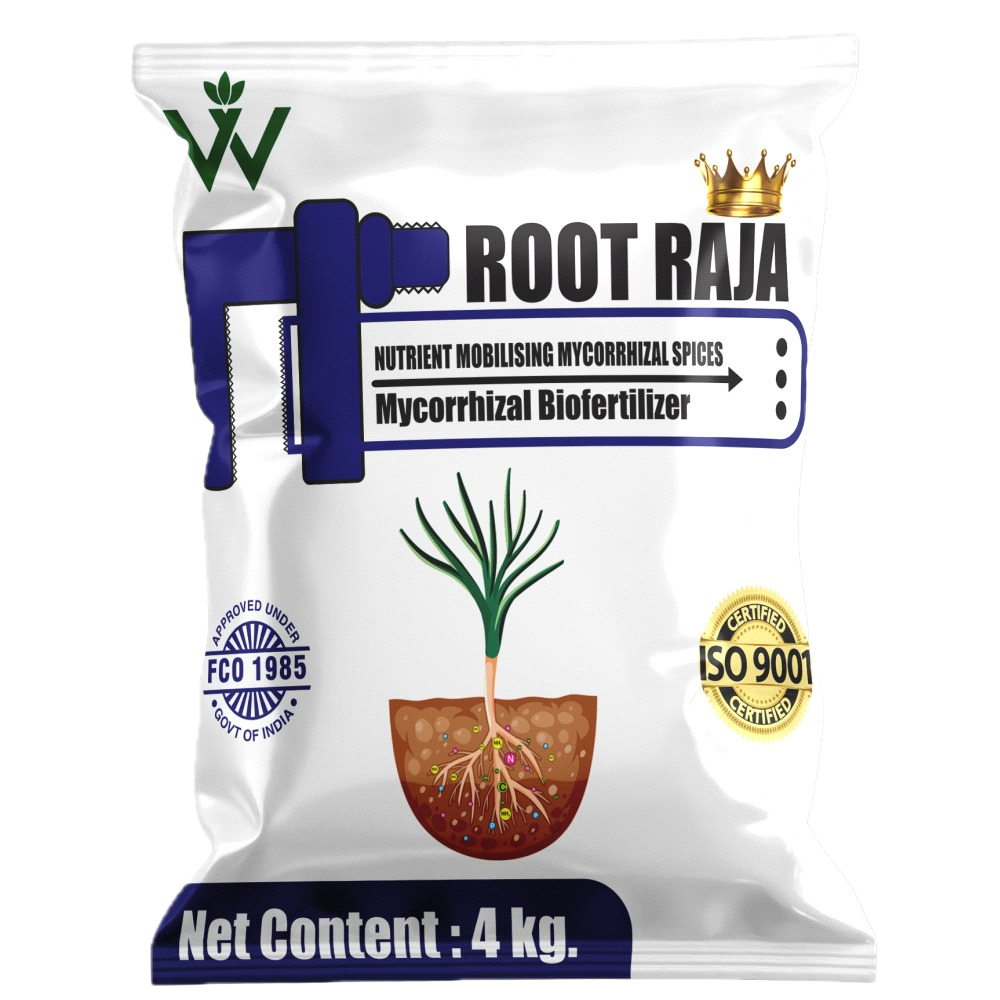 W
ROOT RAJA
NUTRIENT MOBILISING MYCORRHIZAL SPICES
Mycorrhizal Biofertilizer
APPROVED UNDER
FCO 1985
GOVT OF INDIA
CERTIFIED
ISO 9001
CERTIFIED
N
C
Net Content : 4 kg.